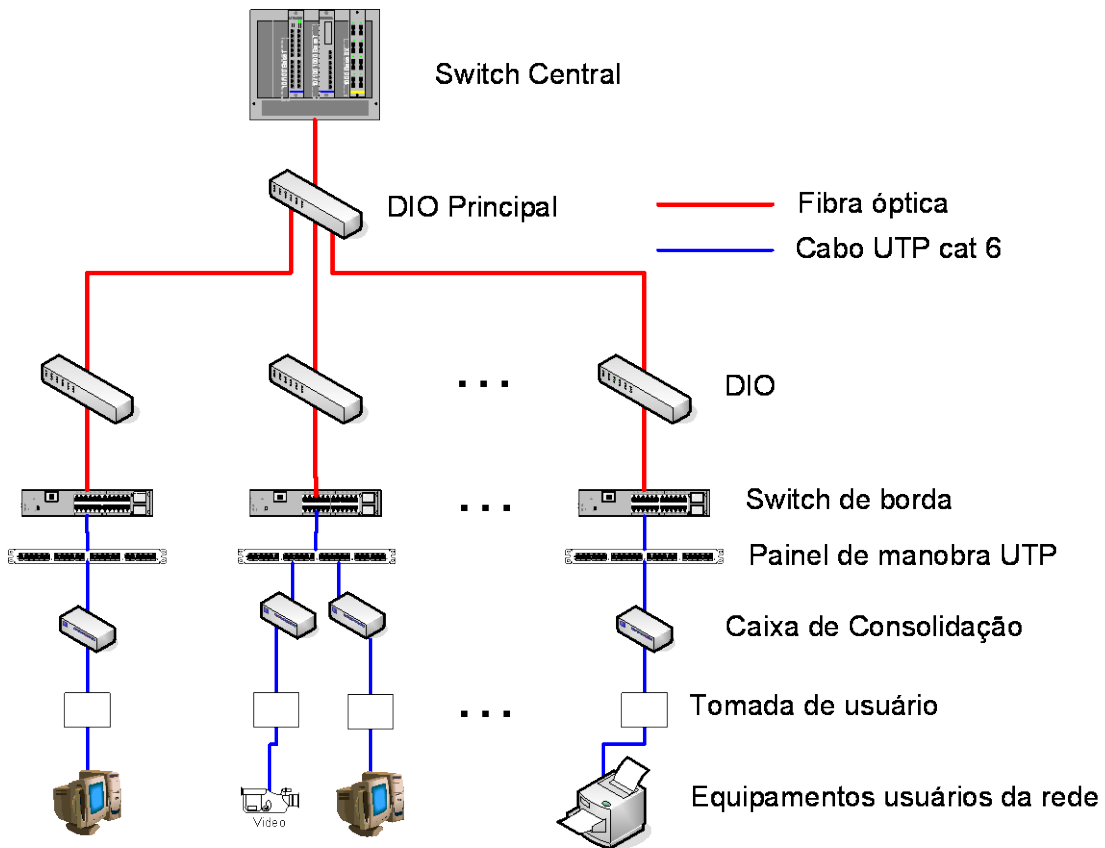 Switch Central
DIO Principal
Fibra óptica
Cabo UTP cat 6
. . .
DIO
Switch de borda
. . .
Painel de manobra UTP
Caixa de Consolidação
Tomada de usuário
. . .
Equipamentos usuários da rede
Video